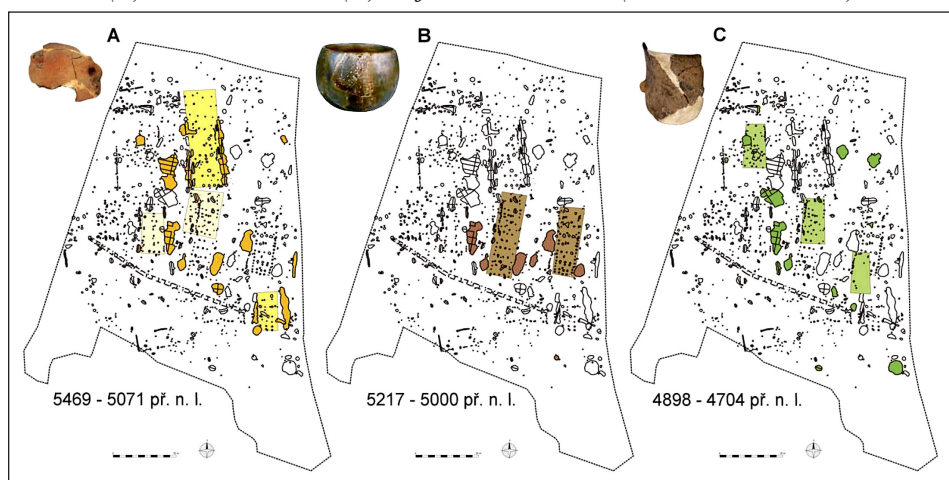 A
B
C
5469 - 5071 př. n. l.
5217 - 5000 př. n. l.
4898 - 4704 př. n. l.